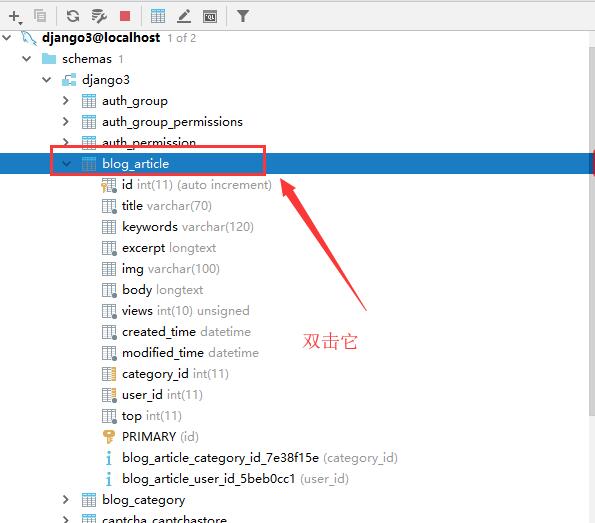 django3@localhost 1 of 2
schemas 1
django3
auth_group
auth_group_permissions
auth_permission
blog_article
id int(11) (auto increment)
title varchar(70)
keywords varchar(120)
excerpt longtext
img varchar(100)
body longtext
views int(10) unsigned
created_time datetime
双击它
modified_time datetime
category_id int(11)
user_id int(11)
top int(11)
PRIMARY (id)
blog_article_category_id_7e38f15e (category_id)
blog_article_user_id_5beb0cc1 (user_id)
blog_category
captcha_captchastore